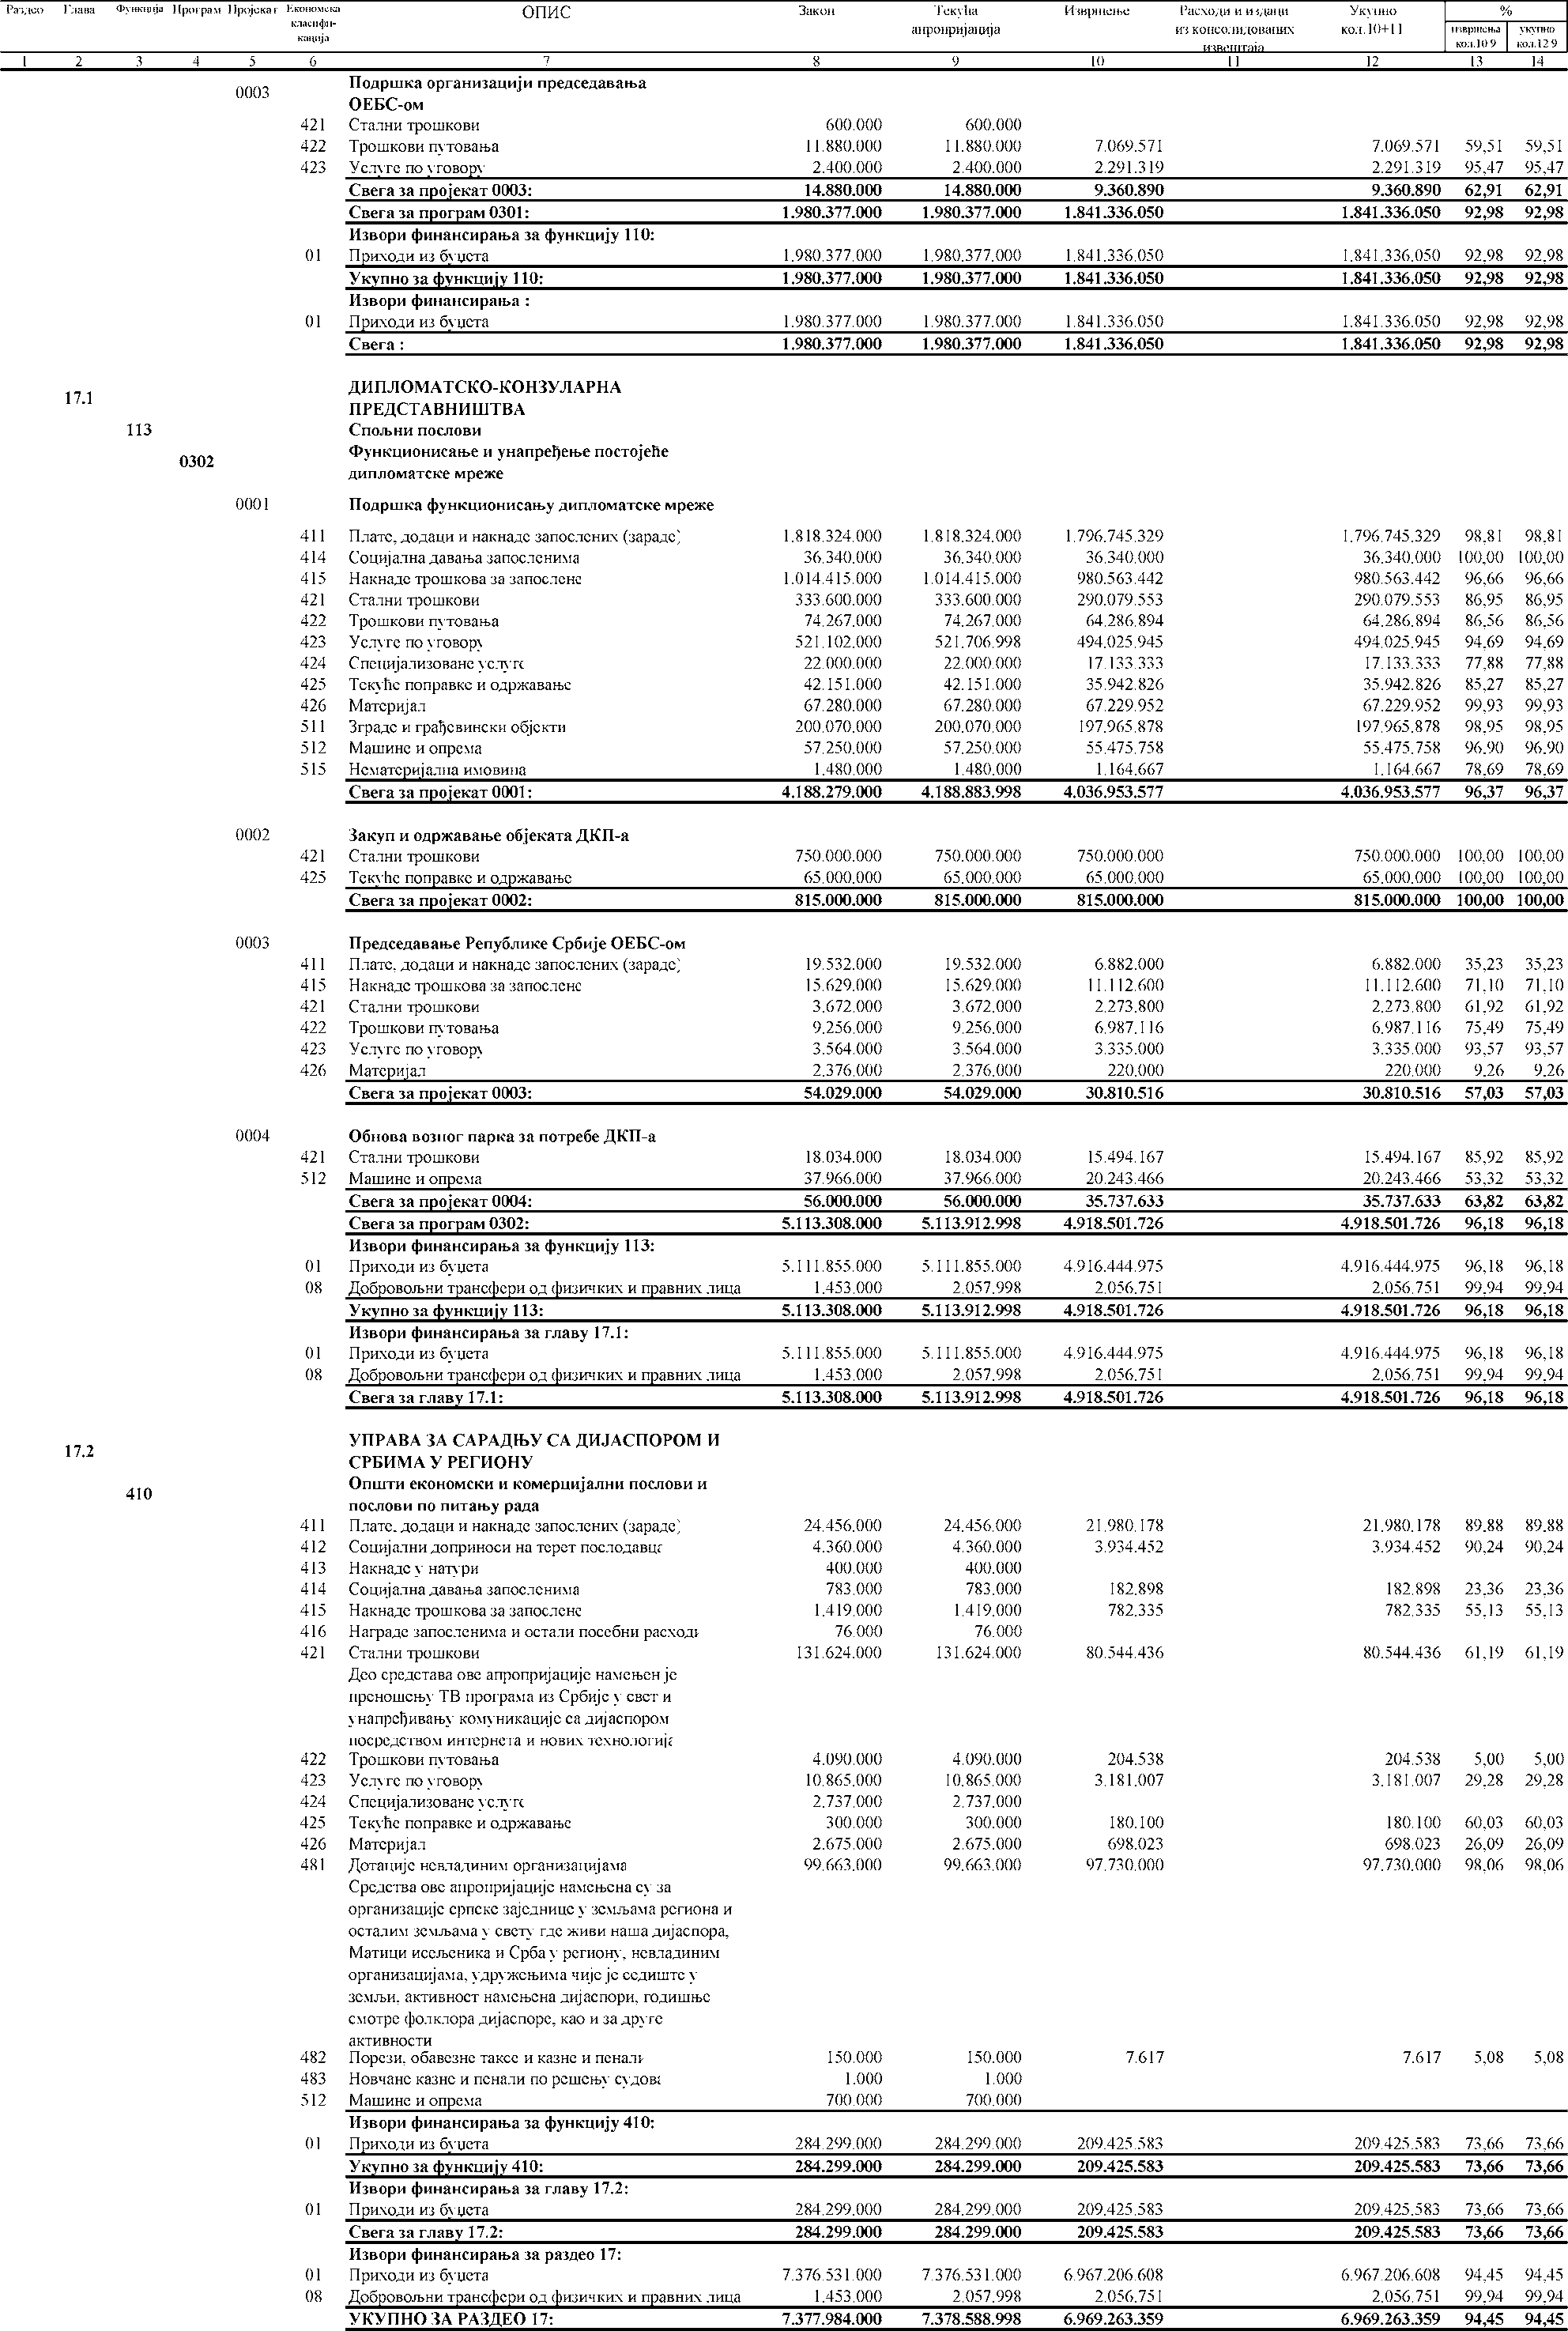 Раздео Глава Функција Програм Пројекат Економска класифи-кација ОПИС Закон Текућа апропријација Извршење Расходи и издаци из консолидованих извештаја Укупно кол.10+11 % извршења кол.10 9 укупно кол.12 9
1 2 3 4 5 6 7 8 9 10 11 12 13 14
0003 Подршка организацији председавања
ОЕБС-ом
421 Стални трошкови 600.000 600.000
422 Трошкови путовања 11.880.000 11.880.000 7.069.571 7.069.571 59,51 59,51
423 Услуге по уговору 2.400.000 2.400.000 2.291.319 2.291.319 95,47 95,47
Свега за пројекат 0003: 14.880.000 14.880.000 9.360.890 9.360.890 62,91 62,91
Свега за програм 0301: 1.980.377.000 1.980.377.000 1.841.336.050 1.841.336.050 92,98 92,98
Извори финансирања за функцију 110:
01 Приходи из буџета 1.980.377.000 1.980.377.000 1.841.336.050 1.841.336.050 92,98 92,98
Укупно за функцију 110: 1.980.377.000 1.980.377.000 1.841.336.050 1.841.336.050 92,98 92,98
Извори финансирања :
01 Приходи из буџета 1.980.377.000 1.980.377.000 1.841.336.050 1.841.336.050 92,98 92,98
Свега : 1.980.377.000 1.980.377.000 1.841.336.050 1.841.336.050 92,98 92,98
17.1 ДИПЛОМАТСКО-КОНЗУЛАРНА
ПРЕДСТАВНИШТВА
113 Спољни послови
0302 Функционисање и унапређење постојеће
дипломатске мреже
0001 Подршка функционисању дипломатске мреже
411 Плате, додаци и накнаде запослених (зараде) 1.818.324.000 1.818.324.000 1.796.745.329 1.796.745.329 98,81 98,81
414 Социјална давања запосленима 36.340.000 36.340.000 36.340.000 36.340.000 100,00 100,00
415 Накнаде трошкова за запослене 1.014.415.000 1.014.415.000 980.563.442 980.563.442 96,66 96,66
421 Стални трошкови 333.600.000 333.600.000 290.079.553 290.079.553 86,95 86,95
422 Трошкови путовања 74.267.000 74.267.000 64.286.894 64.286.894 86,56 86,56
423 Услуге по уговору 521.102.000 521.706.998 494.025.945 494.025.945 94,69 94,69
424 Специјализоване услуге 22.000.000 22.000.000 17.133.333 17.133.333 77,88 77,88
425 Текуће поправке и одржавање 42.151.000 42.151.000 35.942.826 35.942.826 85,27 85,27
426 Материјал 67.280.000 67.280.000 67.229.952 67.229.952 99,93 99,93
511 Зграде и грађевински објекти 200.070.000 200.070.000 197.965.878 197.965.878 98,95 98,95
512 Машине и опрема 57.250.000 57.250.000 55.475.758 55.475.758 96,90 96,90
515 Нематеријална имовина 1.480.000 1.480.000 1.164.667 1.164.667 78,69 78,69
Свега за пројекат 0001: 4.188.279.000 4.188.883.998 4.036.953.577 4.036.953.577 96,37 96,37
0002 Закуп и одржавање објеката ДКП-а
421 Стални трошкови 750.000.000 750.000.000 750.000.000 750.000.000 100,00 100,00
425 Текуће поправке и одржавање 65.000.000 65.000.000 65.000.000 65.000.000 100,00 100,00
Свега за пројекат 0002: 815.000.000 815.000.000 815.000.000 815.000.000 100,00 100,00
0003 Председавање Републике Србије ОЕБС-ом
411 Плате, додаци и накнаде запослених (зараде) 19.532.000 19.532.000 6.882.000 6.882.000 35,23 35,23
415 Накнаде трошкова за запослене 15.629.000 15.629.000 11.112.600 11.112.600 71,10 71,10
421 Стални трошкови 3.672.000 3.672.000 2.273.800 2.273.800 61,92 61,92
422 Трошкови путовања 9.256.000 9.256.000 6.987.116 6.987.116 75,49 75,49
423 Услуге по уговору 3.564.000 3.564.000 3.335.000 3.335.000 93,57 93,57
426 Материјал 2.376.000 2.376.000 220.000 220.000 9,26 9,26
Свега за пројекат 0003: 54.029.000 54.029.000 30.810.516 30.810.516 57,03 57,03
0004 Обнова возног парка за потребе ДКП-а
421 Стални трошкови 18.034.000 18.034.000 15.494.167 15.494.167 85,92 85,92
512 Машине и опрема 37.966.000 37.966.000 20.243.466 20.243.466 53,32 53,32
Свега за пројекат 0004: 56.000.000 56.000.000 35.737.633 35.737.633 63,82 63,82
Свега за програм 0302: 5.113.308.000 5.113.912.998 4.918.501.726 4.918.501.726 96,18 96,18
Извори финансирања за функцију 113:
01 Приходи из буџета 5.111.855.000 5.111.855.000 4.916.444.975 4.916.444.975 96,18 96,18
08 Добровољни трансфери од физичких и правних лица 1.453.000 2.057.998 2.056.751 2.056.751 99,94 99,94
Укупно за функцију 113: 5.113.308.000 5.113.912.998 4.918.501.726 4.918.501.726 96,18 96,18
Извори финансирања за главу 17.1:
01 Приходи из буџета 5.111.855.000 5.111.855.000 4.916.444.975 4.916.444.975 96,18 96,18
08 Добровољни трансфери од физичких и правних лица 1.453.000 2.057.998 2.056.751 2.056.751 99,94 99,94
Свега за главу 17.1: 5.113.308.000 5.113.912.998 4.918.501.726 4.918.501.726 96,18 96,18
17.2 УПРАВА ЗА САРАДЊУ СА ДИЈАСПОРОМ И
СРБИМА У РЕГИОНУ
410 Општи економски и комерцијални послови и
послови по питању рада
411 Плате, додаци и накнаде запослених (зараде) 24.456.000 24.456.000 21.980.178 21.980.178 89,88 89,88
412 Социјални доприноси на терет послодавца 4.360.000 4.360.000 3.934.452 3.934.452 90,24 90,24
413 Накнаде у натури 400.000 400.000
414 Социјална давања запосленима 783.000 783.000 182.898 182.898 23,36 23,36
415 Накнаде трошкова за запослене 1.419.000 1.419.000 782.335 782.335 55,13 55,13
416 Награде запосленима и остали посебни расходи 76.000 76.000
421 Стални трошкови 131.624.000 131.624.000 80.544.436 80.544.436 61,19 61,19
Део средстава ове апропријације намењен је
преношењу ТВ програма из Србије у свет и
унапређивању комуникације са дијаспором
посредством интернета и нових технологија
422 Трошкови путовања 4.090.000 4.090.000 204.538 204.538 5,00 5,00
423 Услуге по уговору 10.865.000 10.865.000 3.181.007 3.181.007 29,28 29,28
424 Специјализоване услуге 2.737.000 2.737.000
425 Текуће поправке и одржавање 300.000 300.000 180.100 180.100 60,03 60,03
426 Материјал 2.675.000 2.675.000 698.023 698.023 26,09 26,09
481 Дотације невладиним организацијама 99.663.000 99.663.000 97.730.000 97.730.000 98,06 98,06
Средства ове апропријације намењена су за
организације српске заједнице у земљама региона и
осталим земљама у свету где живи наша дијаспора,
Матици исељеника и Срба у региону, невладиним
организацијама, удружењима чије је седиште у
земљи, активност намењена дијаспори, годишње
смотре фолклора дијаспоре, као и за друге
активности
482 Порези, обавезне таксе и казне и пенали 150.000 150.000 7.617 7.617 5,08 5,08
483 Новчане казне и пенали по решењу судова 1.000 1.000
512 Машине и опрема 700.000 700.000
Извори финансирања за функцију 410:
01 Приходи из буџета 284.299.000 284.299.000 209.425.583 209.425.583 73,66 73,66
Укупно за функцију 410: 284.299.000 284.299.000 209.425.583 209.425.583 73,66 73,66
Извори финансирања за главу 17.2:
01 Приходи из буџета 284.299.000 284.299.000 209.425.583 209.425.583 73,66 73,66
Свега за главу 17.2: 284.299.000 284.299.000 209.425.583 209.425.583 73,66 73,66
Извори финансирања за раздео 17:
01 Приходи из буџета 7.376.531.000 7.376.531.000 6.967.206.608 6.967.206.608 94,45 94,45
08 Добровољни трансфери од физичких и правних лица 1.453.000 2.057.998 2.056.751 2.056.751 99,94 99,94
УКУПНО ЗА РАЗДЕО 17: 7.377.984.000 7.378.588.998 6.969.263.359 6.969.263.359 94,45 94,45